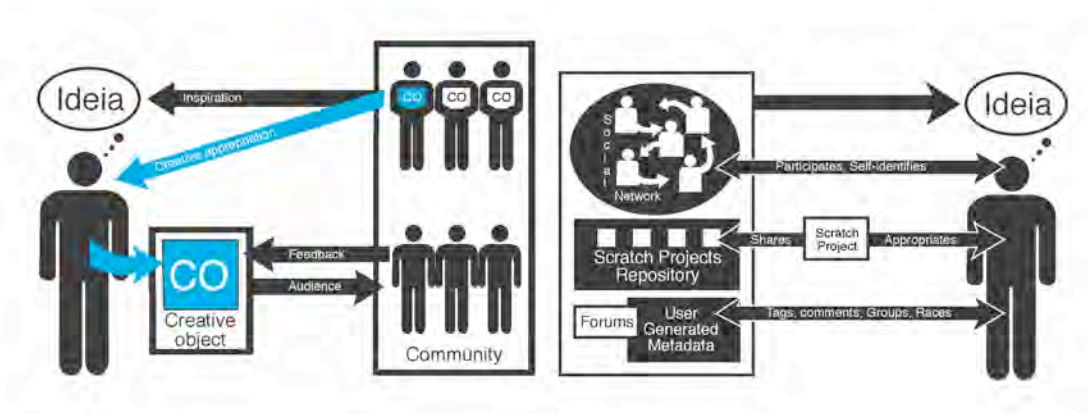 Ideia
Inspiration
Creative appropriation
CO
CO
CO
CO
Creative
object
Feedback
Audience
Community
Social
Network
Scratch Projects
Repository
Forums
User
Generated
Metadata
Ideia
Participates, Self-identifies
Shares
Scratch
Project
Appropriates
Tags, comments, Groups, Races